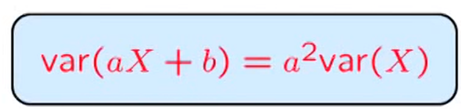 var(aX + b) = a²var(X)